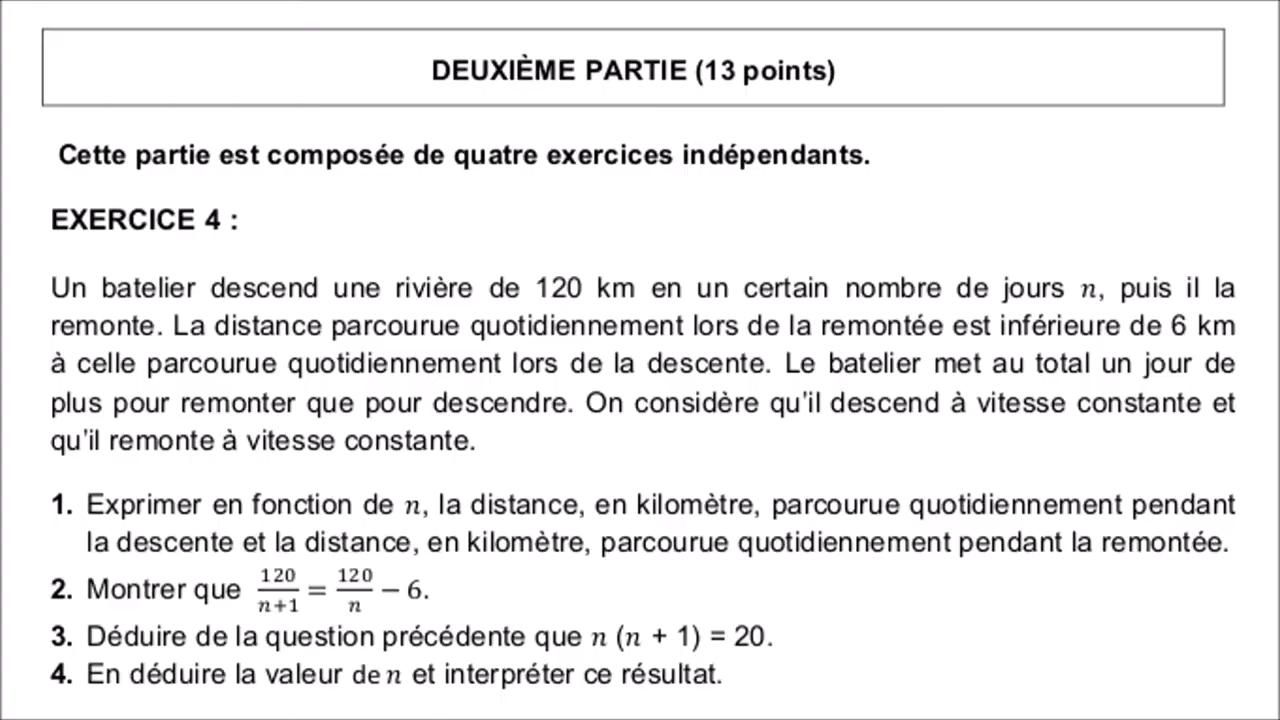 DEUXIÈME PARTIE (13 points)
Cette partie est composée de quatre exercices indépendants.
EXERCICE 4 :
Un batelier descend une rivière de 120 km en un certain nombre de jours n, puis il la
remonte. La distance parcourue quotidiennement lors de la remontée est inférieure de 6 km
à celle parcourue quotidiennement lors de la descente. Le batelier met au total un jour de
plus pour remonter que pour descendre. On considère qu'il descend à vitesse constante et
qu'il remonte à vitesse constante.
1. Exprimer en fonction de n, la distance, en kilomètre, parcourue quotidiennement pendant
la descente et la distance, en kilomètre, parcourue quotidiennement pendant la remontée.
2. Montrer que 120/(n+1) = 120/n − 6.
3. Déduire de la question précédente que n (n + 1) = 20.
4. En déduire la valeur de n et interpréter ce résultat.